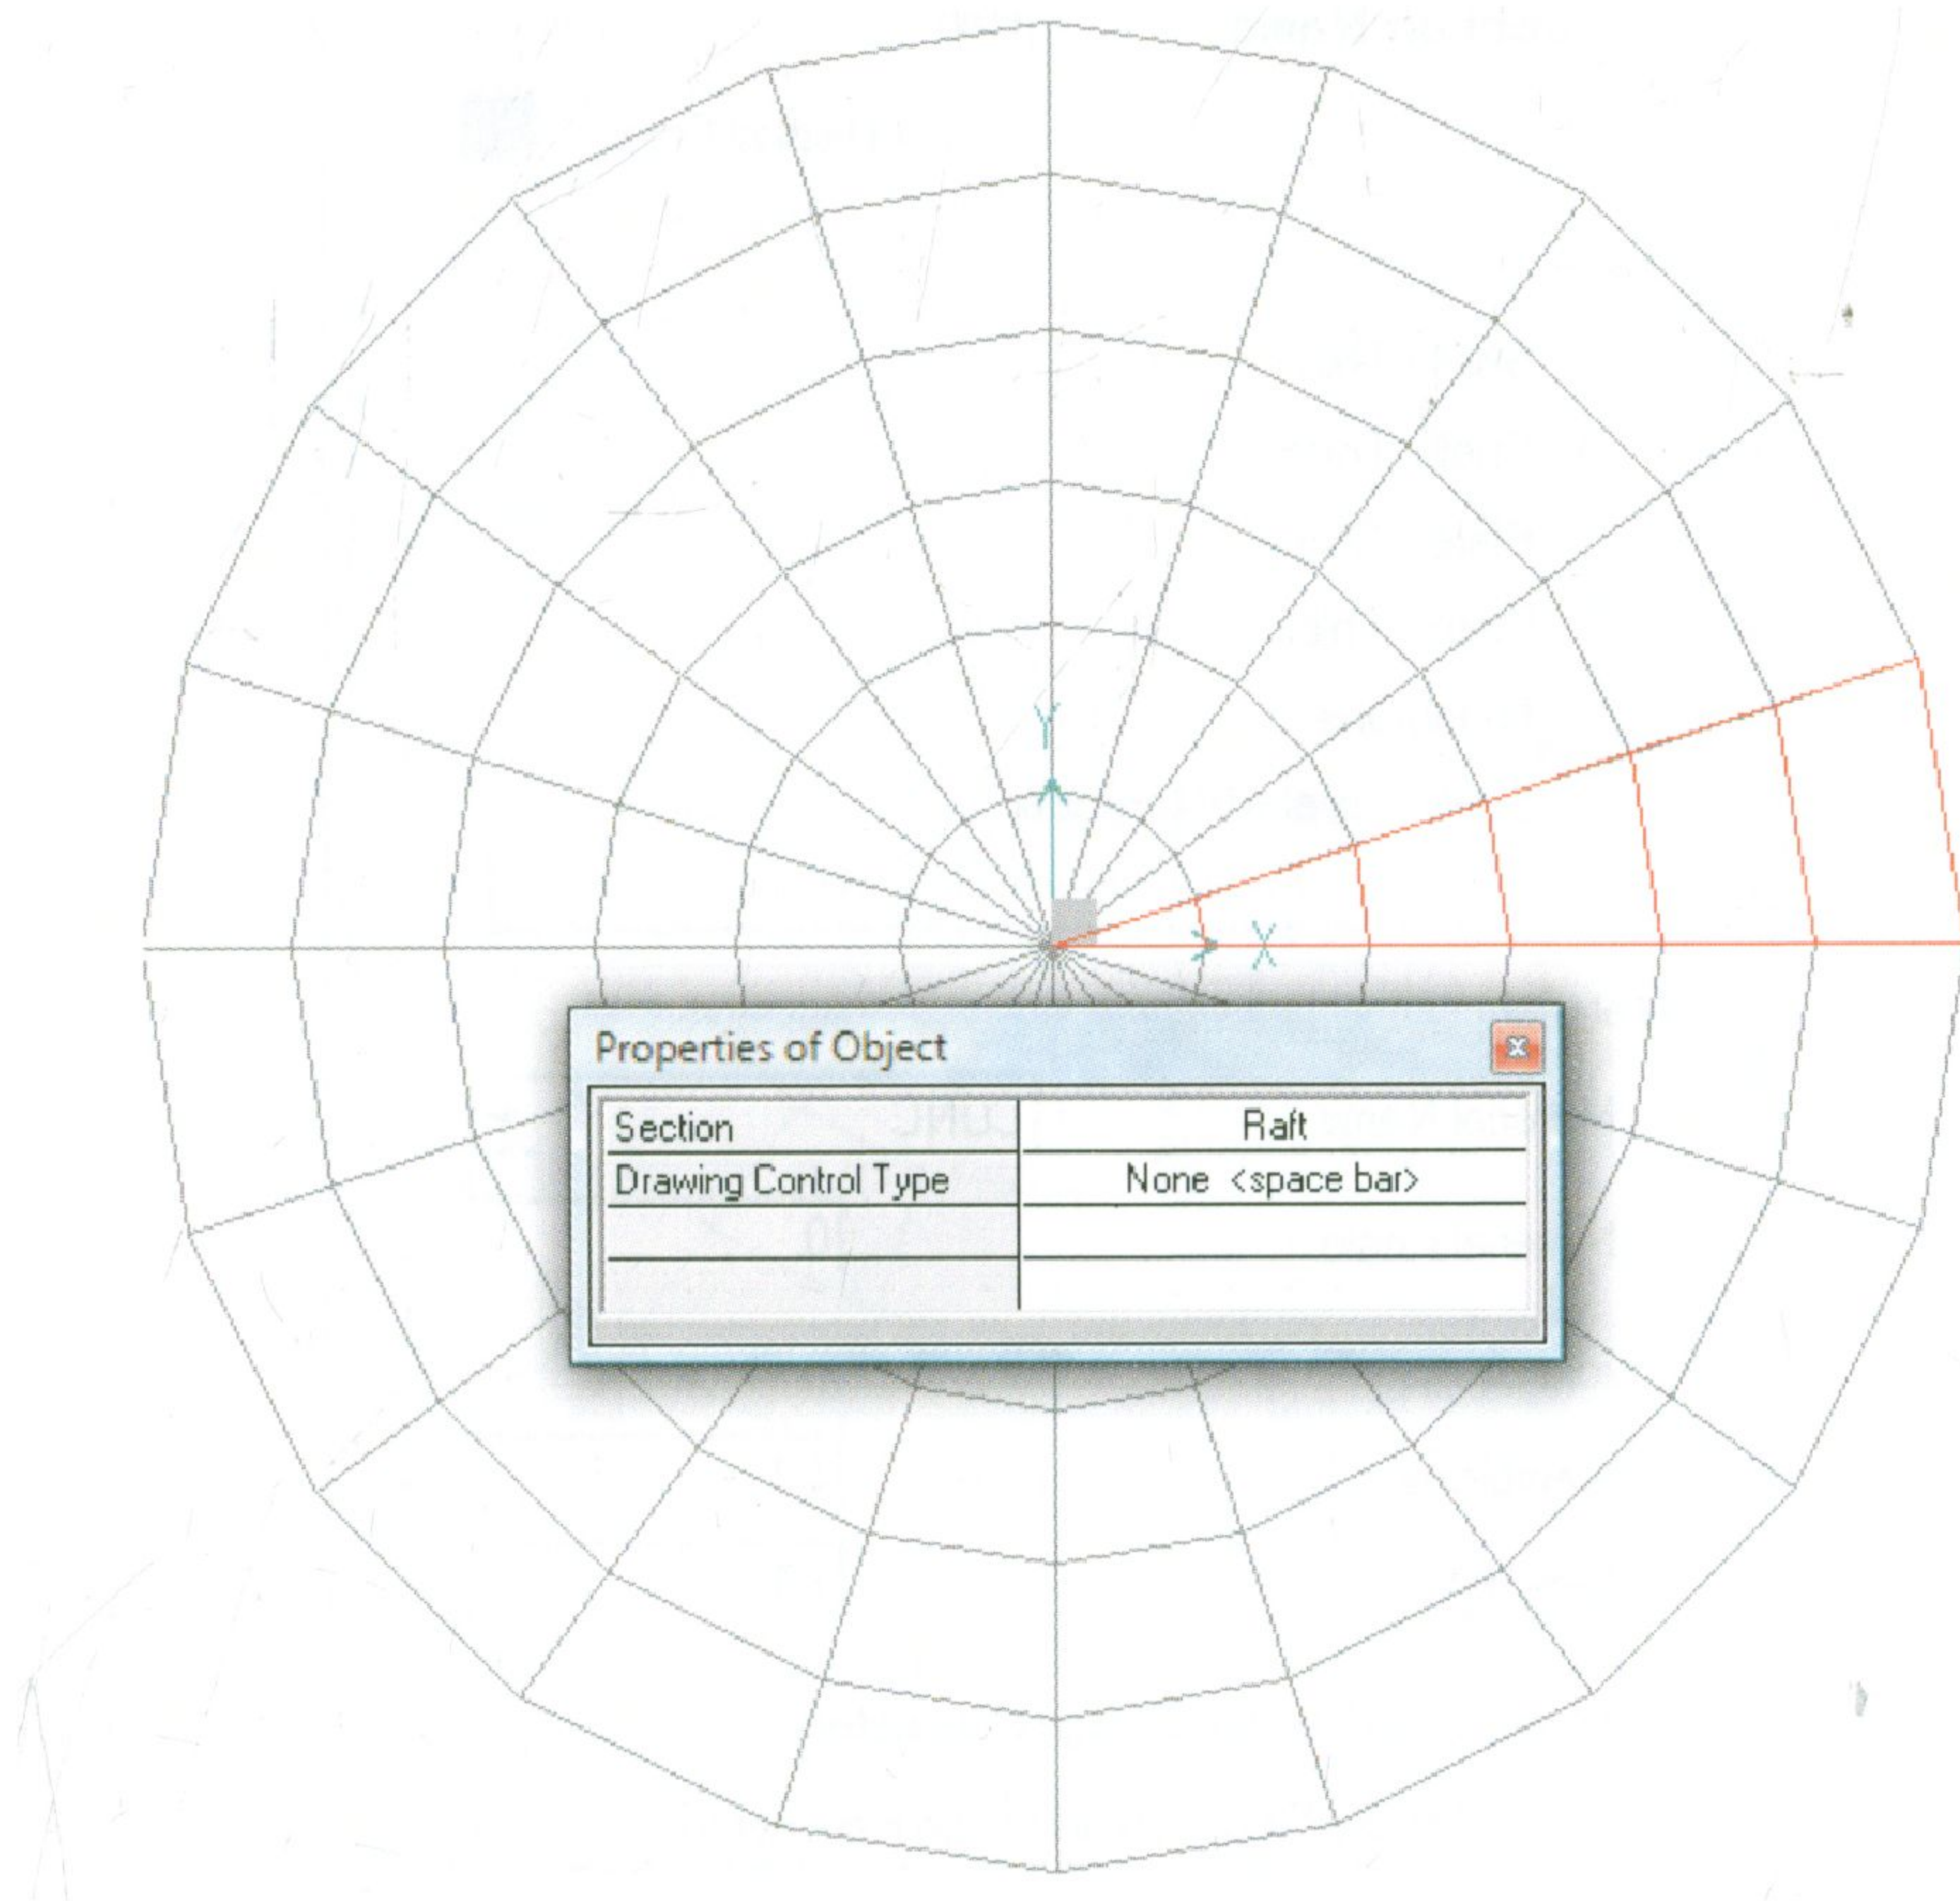 Y
X
Properties of Object
Section Raft
Drawing Control Type None <space bar>